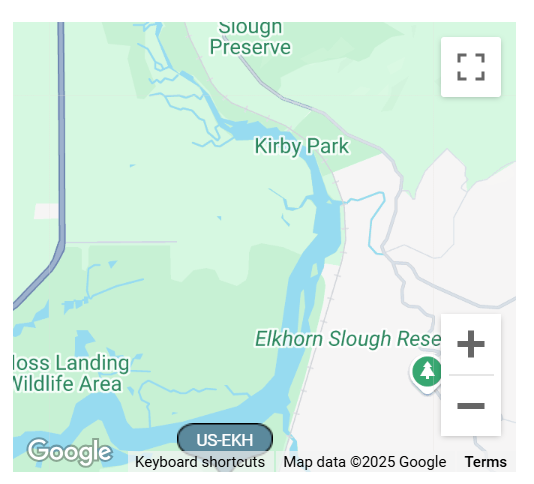 Slough
Preserve
Kirby Park
Elkhorn Slough Rese
loss Landing
Wildlife Area
US-EKH
Google
Keyboard shortcuts
Map data ©2025 Google
Terms